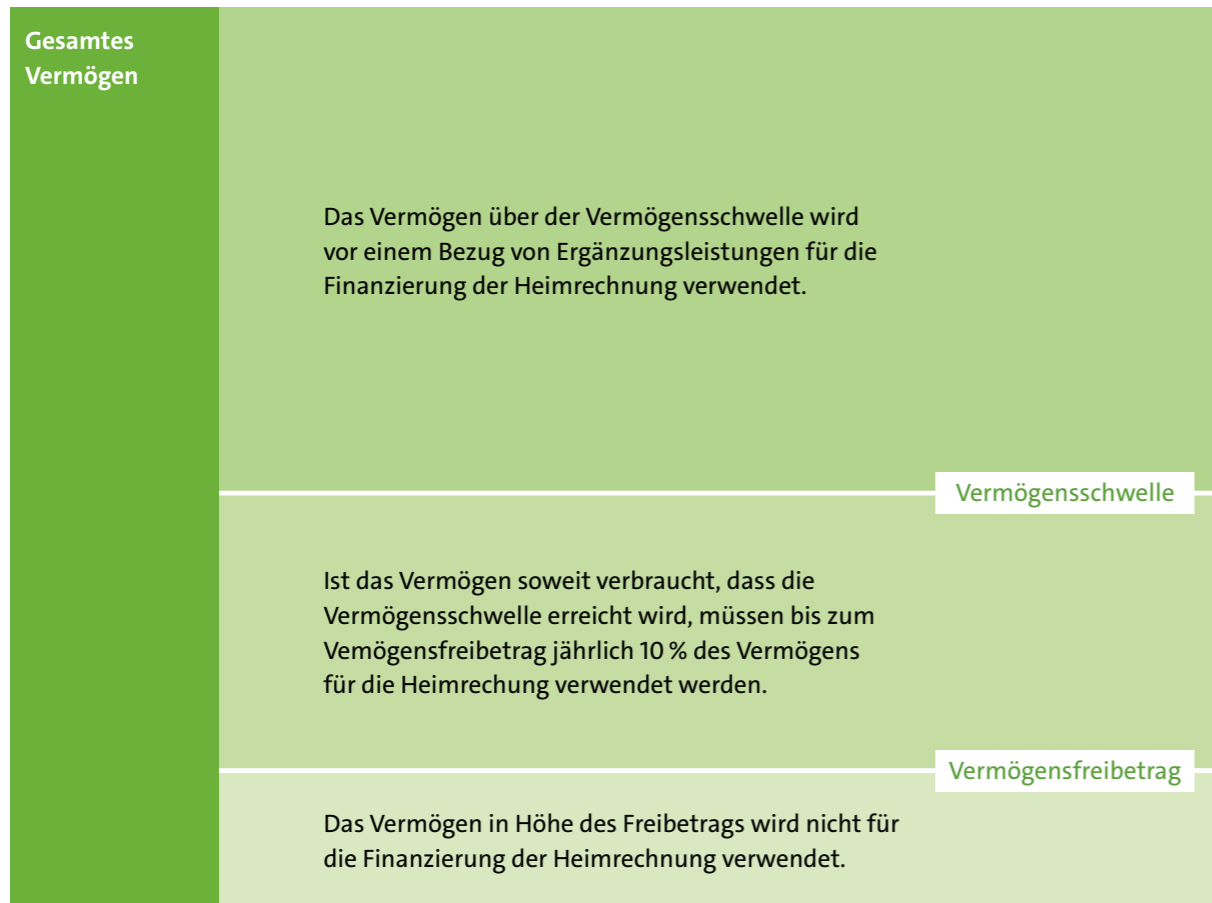 Gesamtes
Vermögen
Das Vermögen über der Vermögensschwelle wird
vor einem Bezug von Ergänzungsleistungen für die
Finanzierung der Heimrechnung verwendet.
Vermögensschwelle
Ist das Vermögen soweit verbraucht, dass die
Vermögensschwelle erreicht wird, müssen bis zum
Vemögensfreibetrag jährlich 10 % des Vermögens
für die Heimrechung verwendet werden.
Vermögensfreibetrag
Das Vermögen in Höhe des Freibetrags wird nicht für
die Finanzierung der Heimrechnung verwendet.